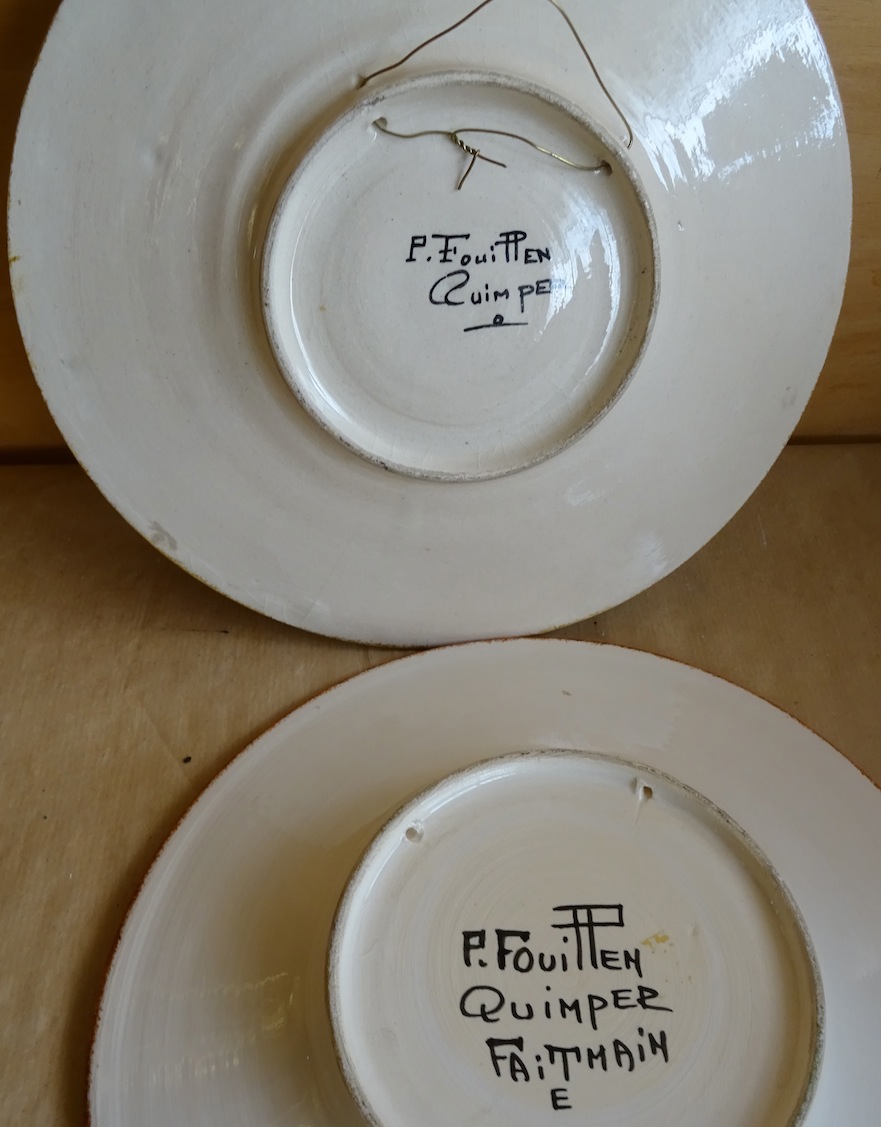 P. FouillEN
QuimpER
P. FouillEN
QuimpER
FAiT MAiN
E